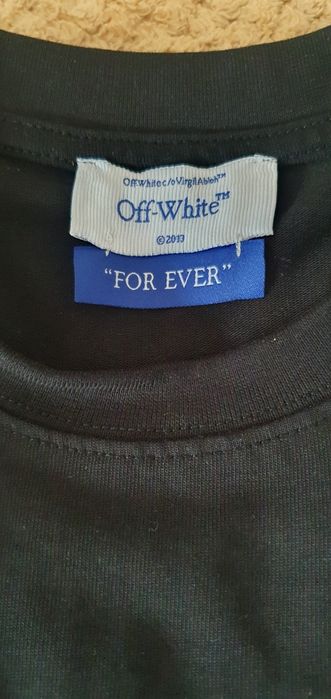 Off-White c/o Virgil Abloh™
Off-White™
©2013
"FOR EVER"